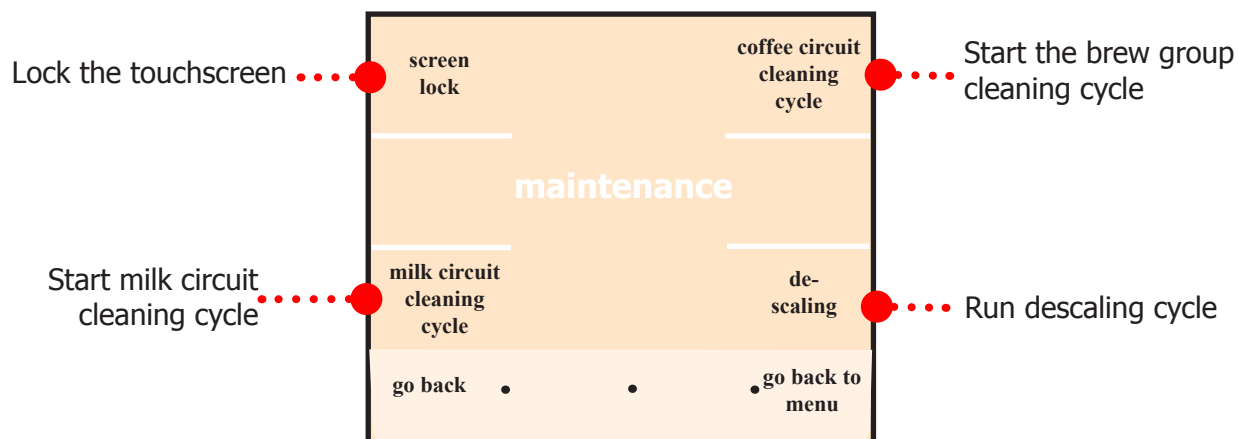 Lock the touchscreen
screen
lock
coffee circuit
cleaning
cycle
Start the brew group
cleaning cycle
maintenance
Start milk circuit
cleaning cycle
milk circuit
cleaning
cycle
de-
scaling
Run descaling cycle
go back
go back to
menu